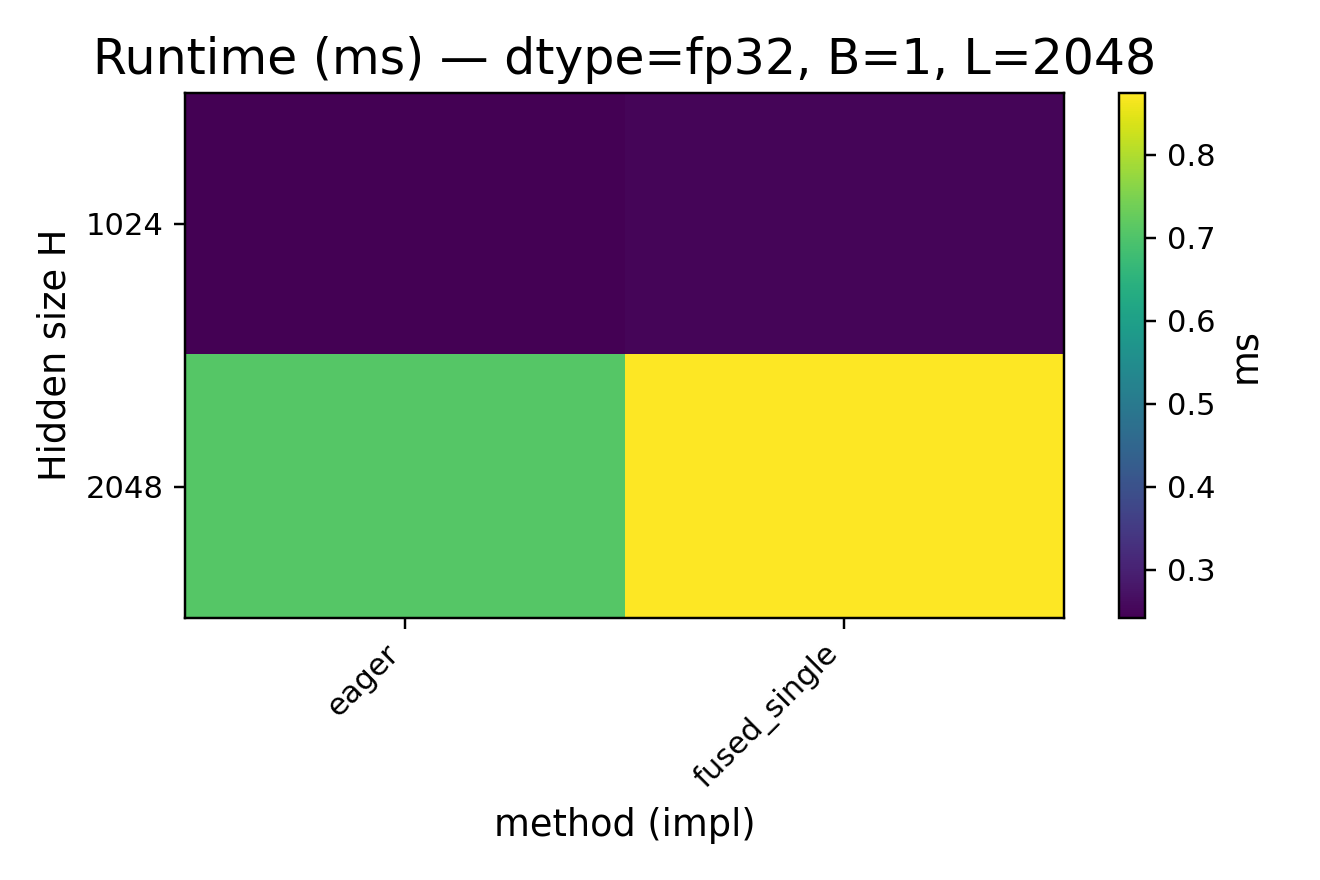 Runtime (ms) — dtype=fp32, B=1, L=2048
Hidden size H
1024
2048
eager
fused_single
method (impl)
0.8
0.7
0.6
0.5
0.4
0.3
ms